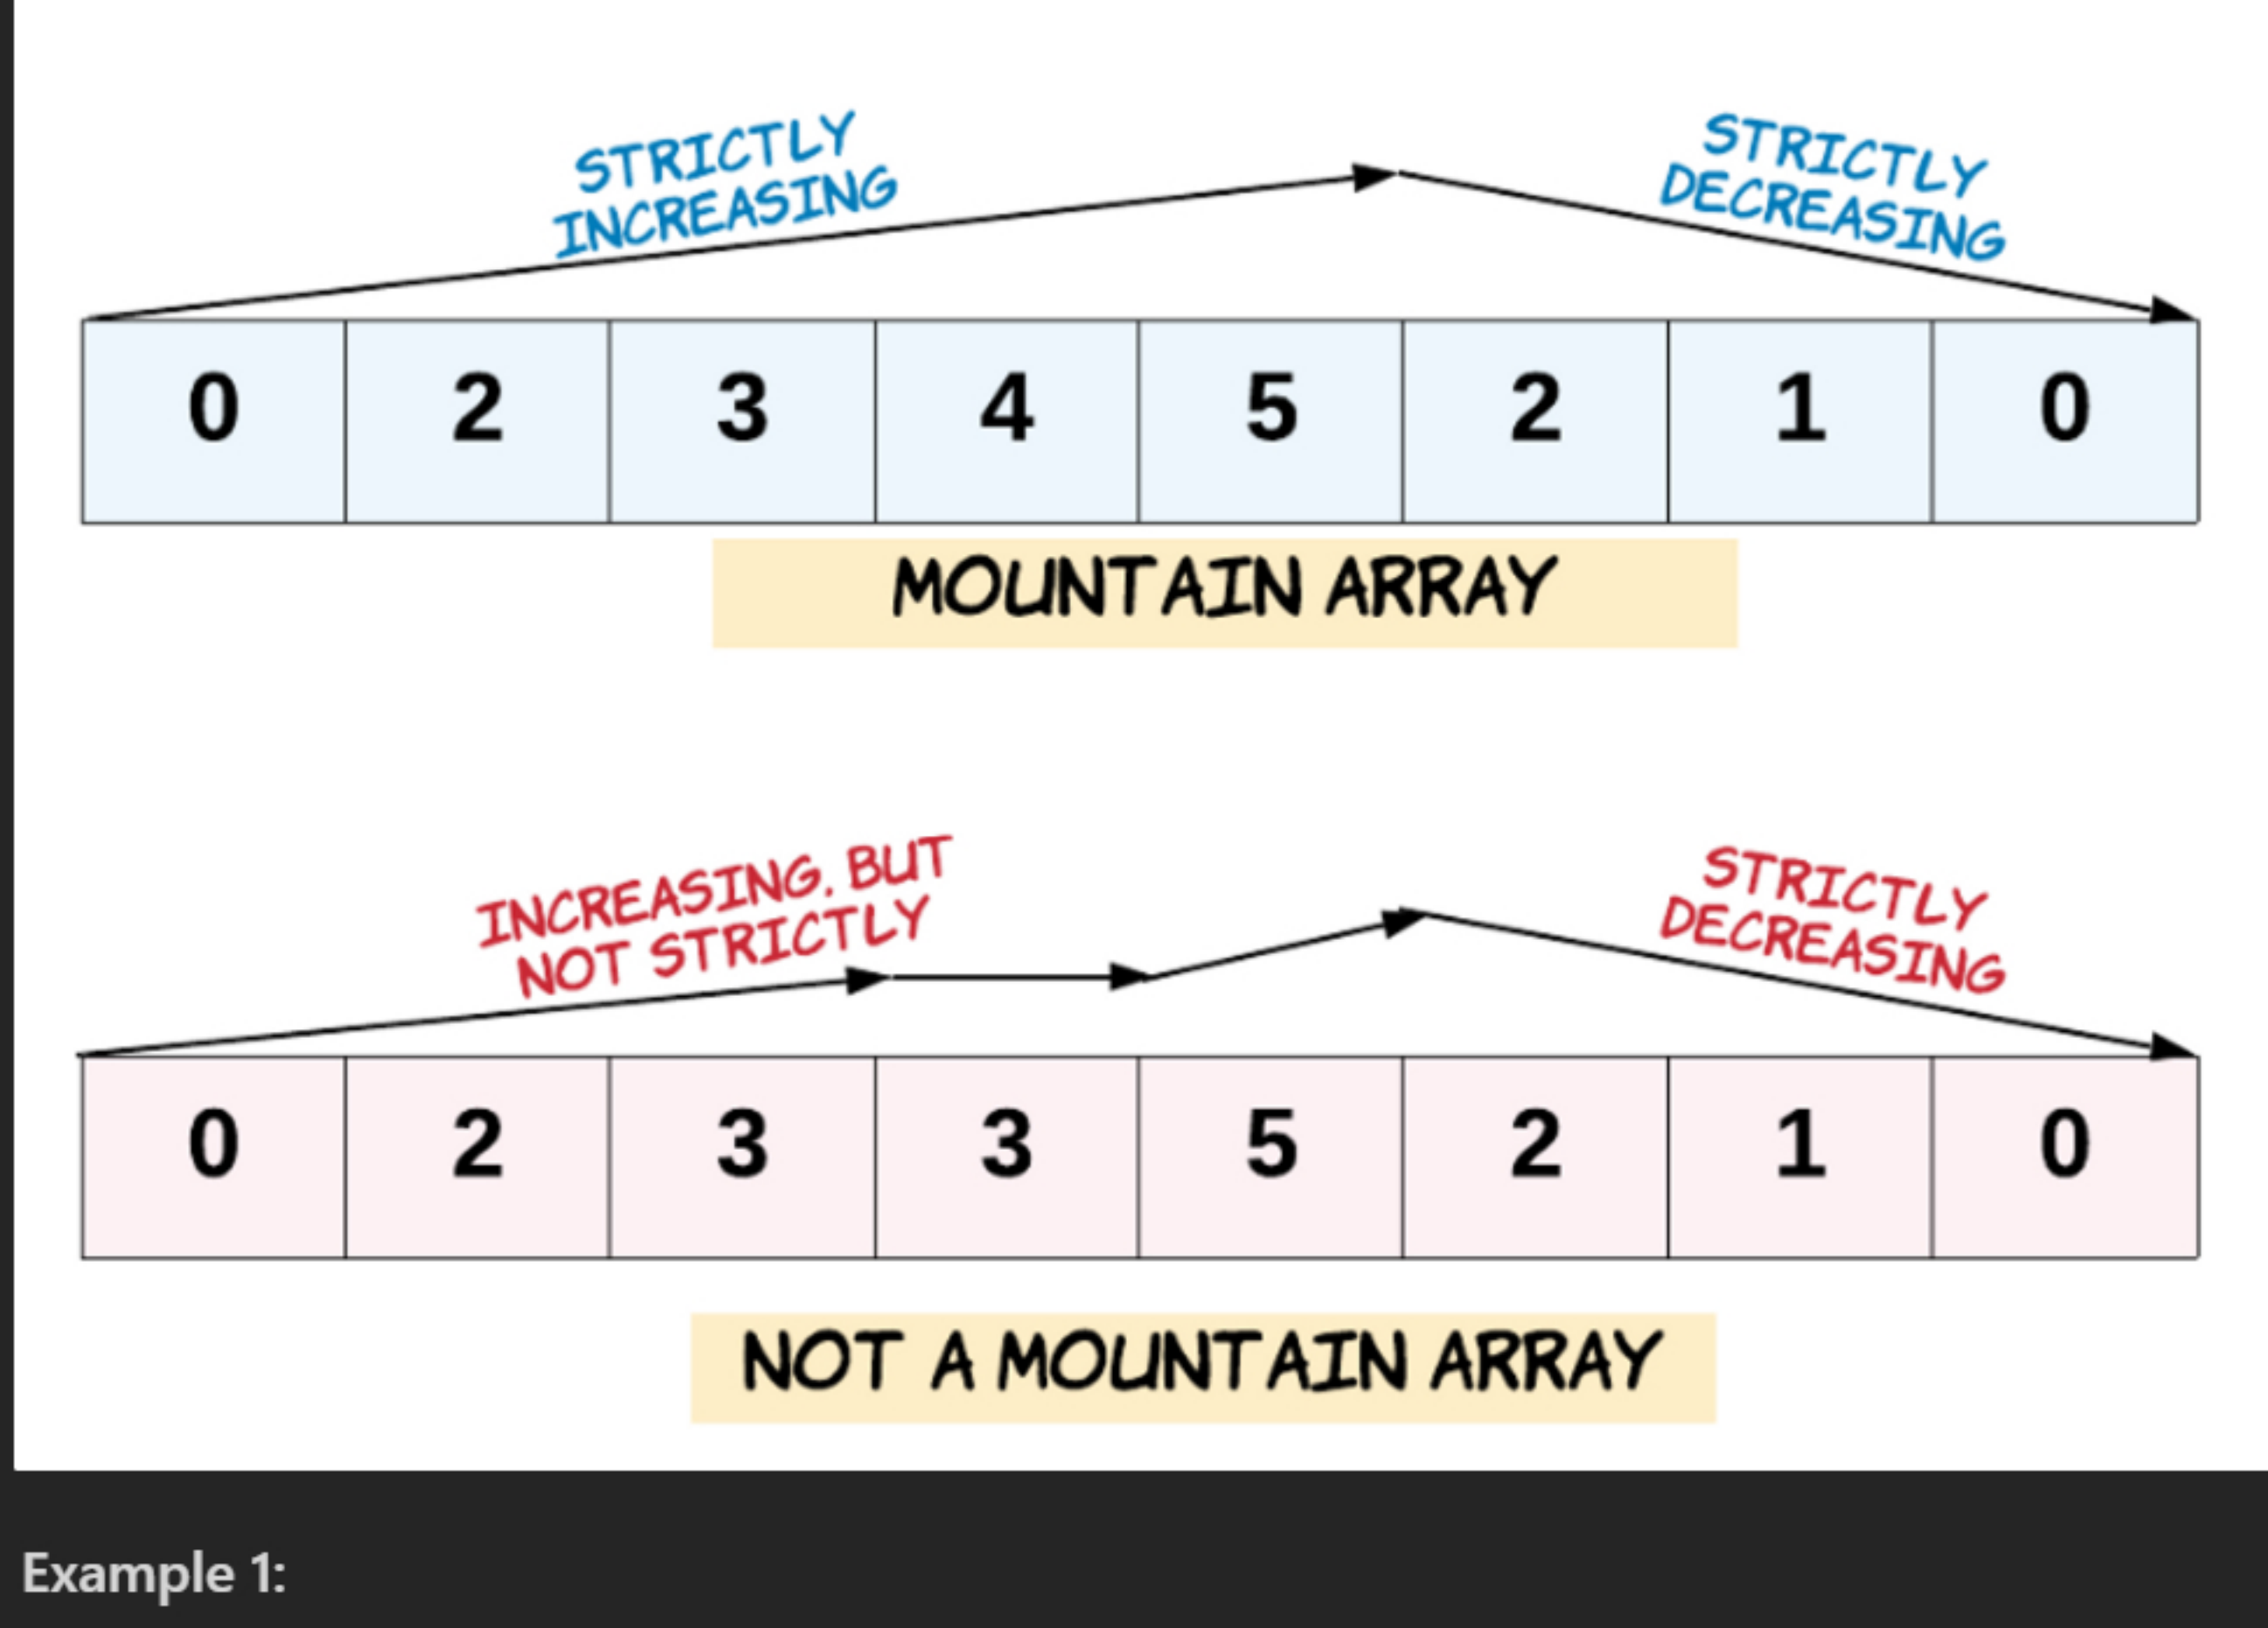 STRICTLY
INCREASING
STRICTLY
DECREASING
0 2 3 4 5 2 1 0
MOUNTAIN ARRAY
INCREASING, BUT
NOT STRICTLY
STRICTLY
DECREASING
0 2 3 3 5 2 1 0
NOT A MOUNTAIN ARRAY
Example 1: